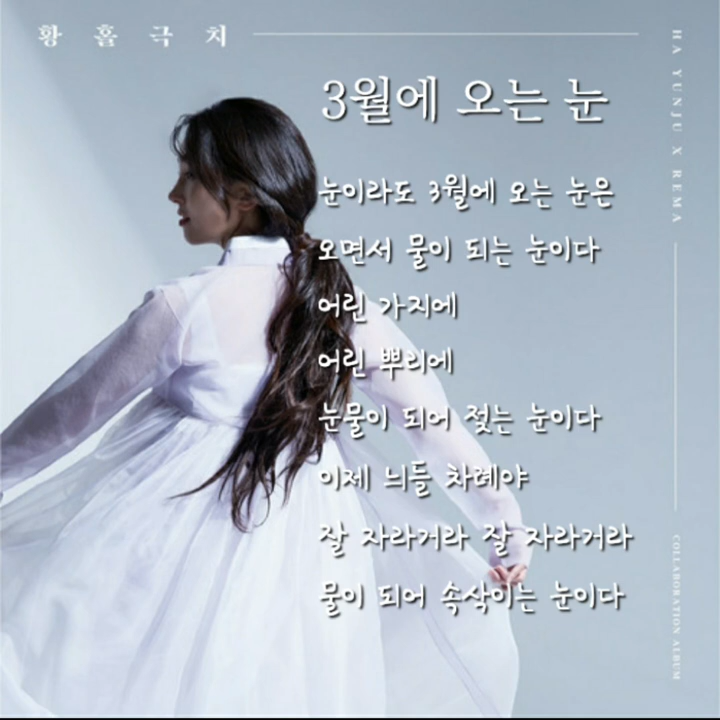 황홀극치
3월에 오는 눈
눈이라도 3월에 오는 눈은
오면서 물이 되는 눈이다
어린 가지에
어린 뿌리에
눈물이 되어 젖는 눈이다
이제 늬들 차례야
잘 자라거라 잘 자라거라
물이 되어 속삭이는 눈이다
HA YUNJU X REMA
COLLABORATION ALBUM